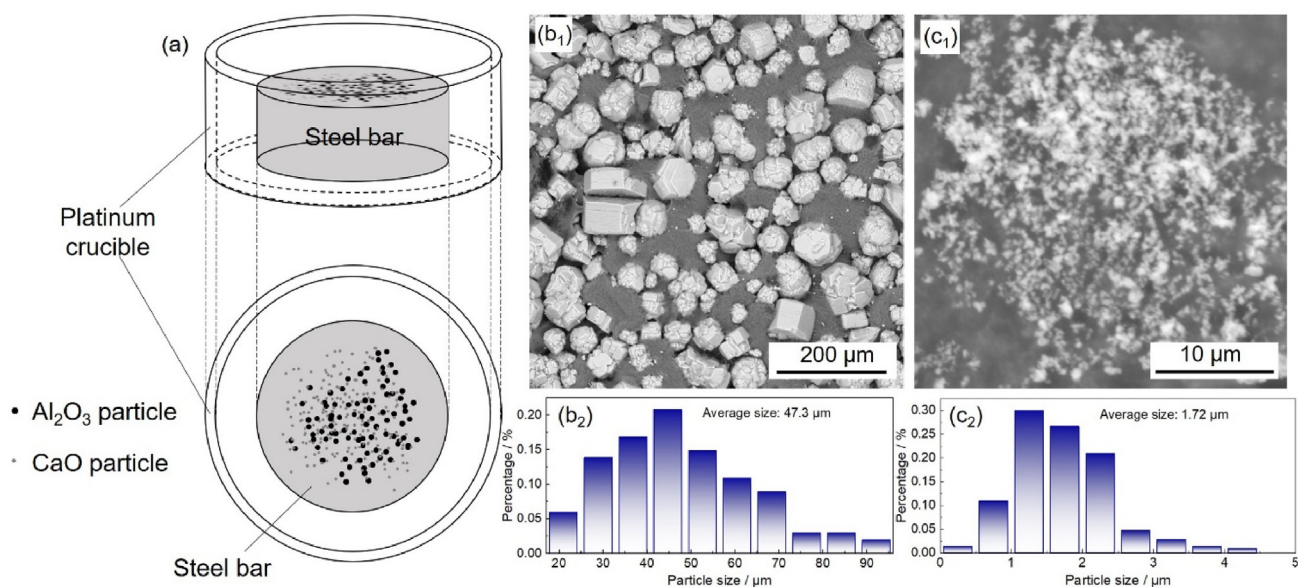 (a)
Steel bar
Platinum
crucible
Al₂O₃ particle
CaO particle
Steel bar
(b₁)
200 µm
(c₁)
10 µm
(b₂)
Average size: 47.3 µm
Percentage / %
0.20
0.15
0.10
0.05
0.00
20 30 40 50 60 70 80 90
Particle size / µm
(c₂)
Average size: 1.72 µm
Percentage / %
0.30
0.25
0.20
0.15
0.10
0.05
0.00
0 1 2 3 4 5
Particle size / µm